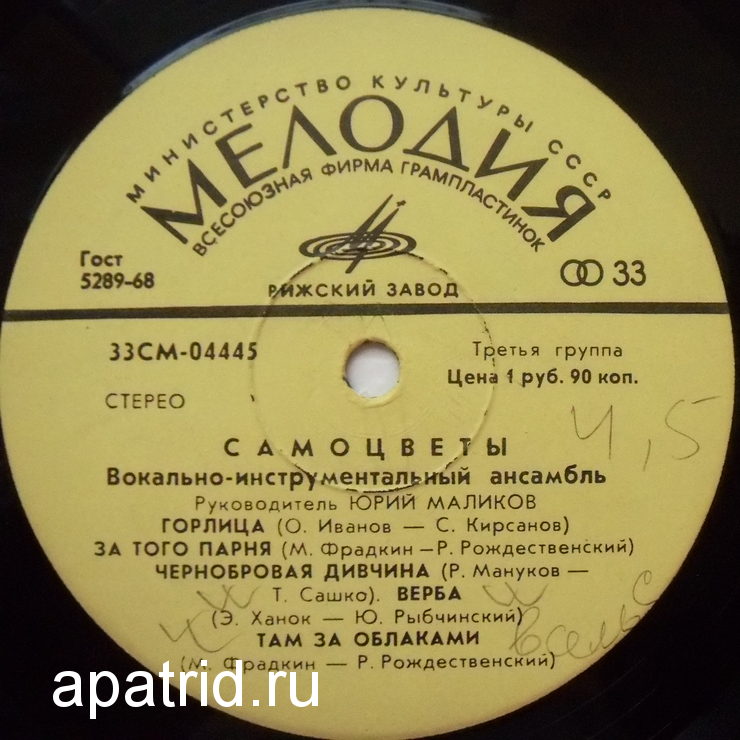 МИНИСТЕРСТВО КУЛЬТУРЫ СССР
МЕЛОДИЯ
ВСЕСОЮЗНАЯ ФИРМА ГРАМПЛАСТИНОК
Гост
5289-68
33
РИЖСКИЙ ЗАВОД
33СМ-04445
Третья группа
Цена 1 руб. 90 коп.
СТЕРЕО
4,5
САМОЦВЕТЫ
Вокально-инструментальный ансамбль
Руководитель ЮРИЙ МАЛИКОВ
ГОРЛИЦА (О. Иванов — С. Кирсанов)
ЗА ТОГО ПАРНЯ (М. Фрадкин — Р. Рождественский)
ЧЕРНОБРОВАЯ ДИВЧИНА (Р. Мануков —
Т. Сашко). ВЕРБА
(Э. Ханок — Ю. Рыбчинский)
ТАМ ЗА ОБЛАКАМИ
(М. Фрадкин — Р. Рождественский)
apatrid.ru